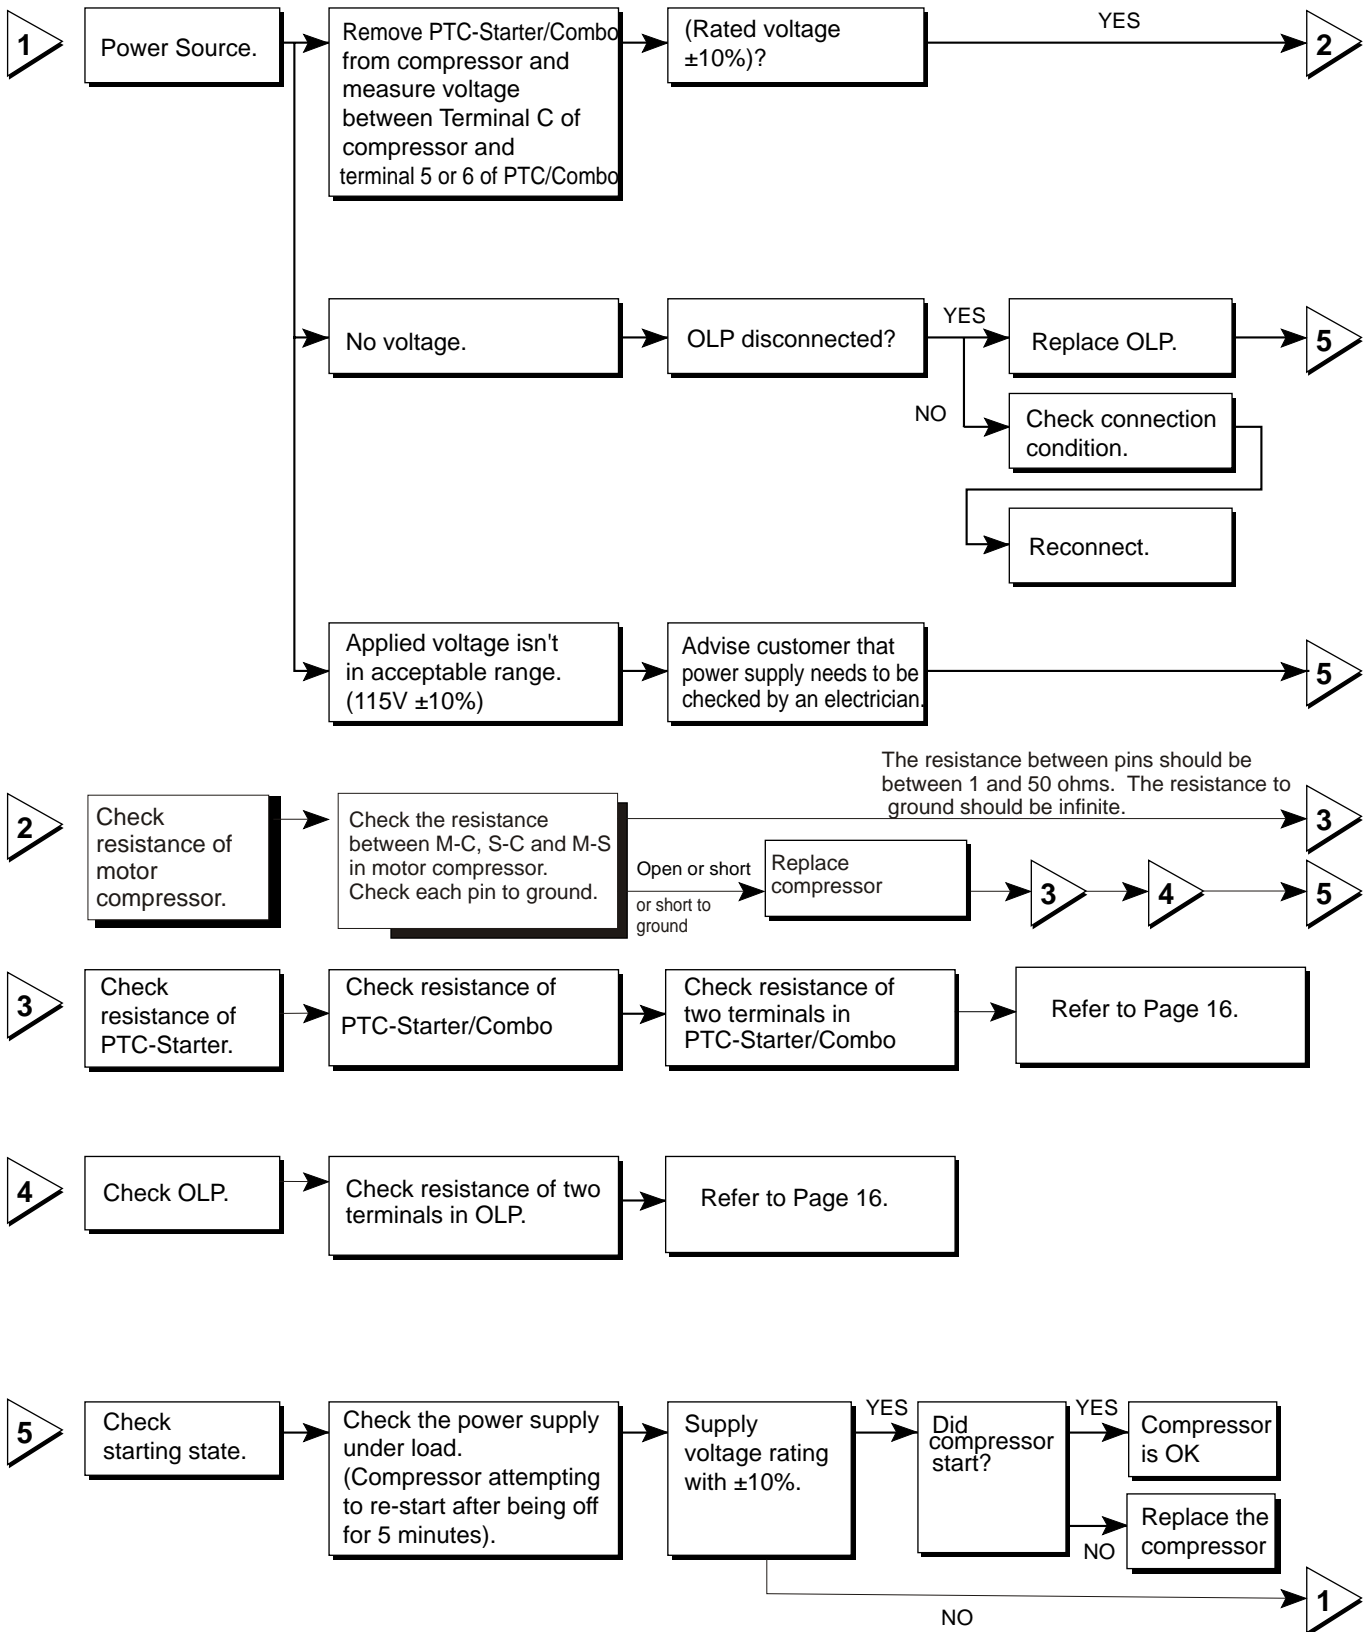 1
Power Source.
Remove PTC-Starter/Combo
from compressor and
measure voltage
between Terminal C of
compressor and
terminal 5 or 6 of PTC/Combo
(Rated voltage
±10%)?
YES
2
No voltage.
OLP disconnected?
YES
Replace OLP.
5
NO
Check connection
condition.
Reconnect.
Applied voltage isn't
in acceptable range.
(115V ±10%)
Advise customer that
power supply needs to be
checked by an electrician.
5
2
Check
resistance of
motor
compressor.
Check the resistance
between M-C, S-C and M-S
in motor compressor.
Check each pin to ground.
The resistance between pins should be
between 1 and 50 ohms. The resistance to
ground should be infinite.
3
Open or short
or short to
ground
Replace
compressor
3
4
5
3
Check
resistance of
PTC-Starter.
Check resistance of
PTC-Starter/Combo
Check resistance of
two terminals in
PTC-Starter/Combo
Refer to Page 16.
4
Check OLP.
Check resistance of two
terminals in OLP.
Refer to Page 16.
5
Check
starting state.
Check the power supply
under load.
(Compressor attempting
to re-start after being off
for 5 minutes).
Supply
voltage rating
with ±10%.
YES
Did
compressor
start?
YES
Compressor
is OK
NO
Replace the
compressor
NO
1